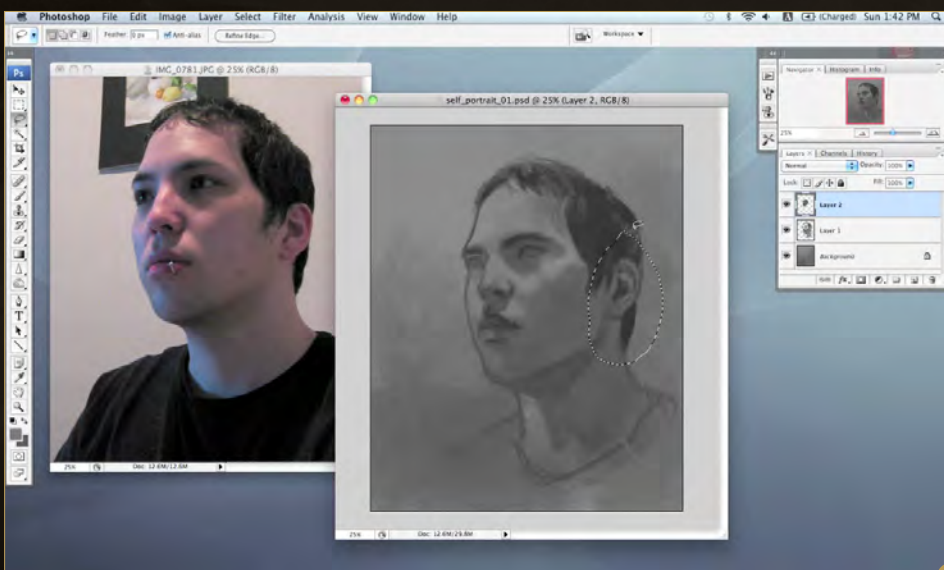 Photoshop File Edit Image Layer Select Filter Analysis View Window Help
(Charged) Sun 1:42 PM
Feather: 0 px Anti-alias Refine Edge... Workspace
Ps
IMG_0781.JPG @ 25% (RGB/8)
25% Doc: 12.6M/12.6M
self_portrait_01.psd @ 25% (Layer 2, RGB/8)
25% Doc: 12.6M/29.8M
Navigator Histogram Info
25%
Layers Channels History
Normal Opacity: 100%
Lock: Fill: 100%
Layer 2
Layer 1
Background